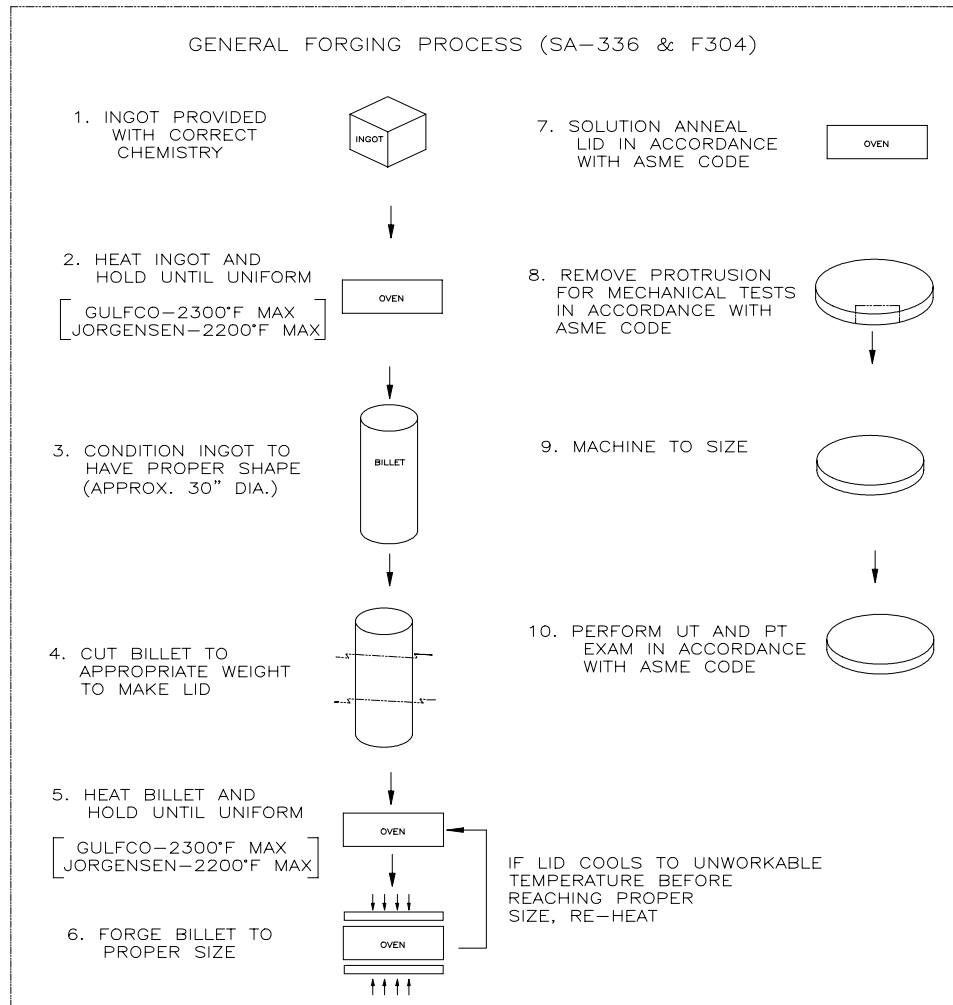 GENERAL FORGING PROCESS (SA-336 & F304)
1. INGOT PROVIDED
WITH CORRECT
CHEMISTRY
INGOT
2. HEAT INGOT AND
HOLD UNTIL UNIFORM
GULFCO-2300°F MAX
JORGENSEN-2200°F MAX
OVEN
3. CONDITION INGOT TO
HAVE PROPER SHAPE
(APPROX. 30" DIA.)
BILLET
4. CUT BILLET TO
APPROPRIATE WEIGHT
TO MAKE LID
5. HEAT BILLET AND
HOLD UNTIL UNIFORM
GULFCO-2300°F MAX
JORGENSEN-2200°F MAX
OVEN
6. FORGE BILLET TO
PROPER SIZE
OVEN
IF LID COOLS TO UNWORKABLE
TEMPERATURE BEFORE
REACHING PROPER
SIZE, RE-HEAT
7. SOLUTION ANNEAL
LID IN ACCORDANCE
WITH ASME CODE
OVEN
8. REMOVE PROTRUSION
FOR MECHANICAL TESTS
IN ACCORDANCE WITH
ASME CODE
9. MACHINE TO SIZE
10. PERFORM UT AND PT
EXAM IN ACCORDANCE
WITH ASME CODE